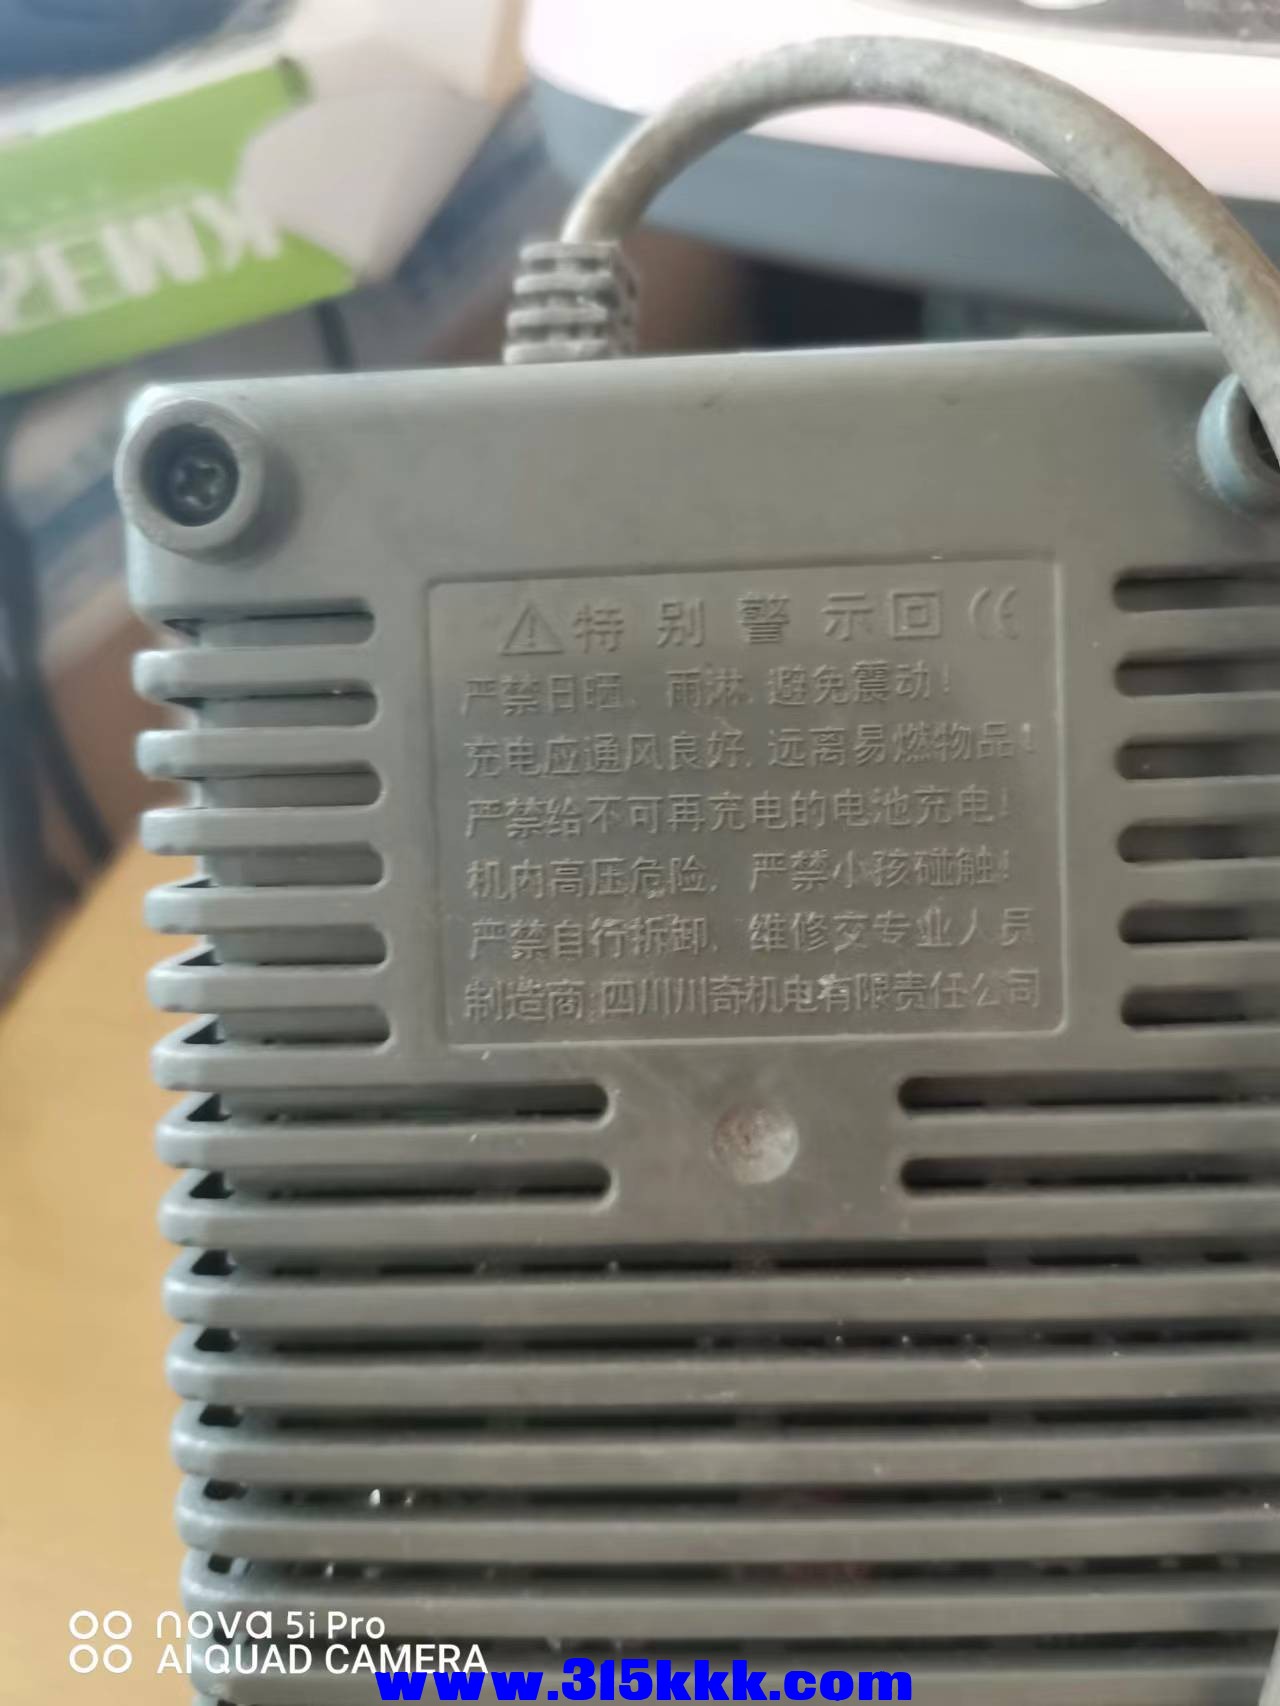 KM
特别警示 CE
严禁日晒、雨淋,避免震动!
充电应通风良好,远离易燃物品!
严禁给不可再充电的电池充电!
机内高压危险,严禁小孩碰触!
严禁自行拆卸,维修交专业人员
制造商:四川川奇机电有限责任公司
nova 5i Pro
AI QUAD CAMERA
www.315kkk.com